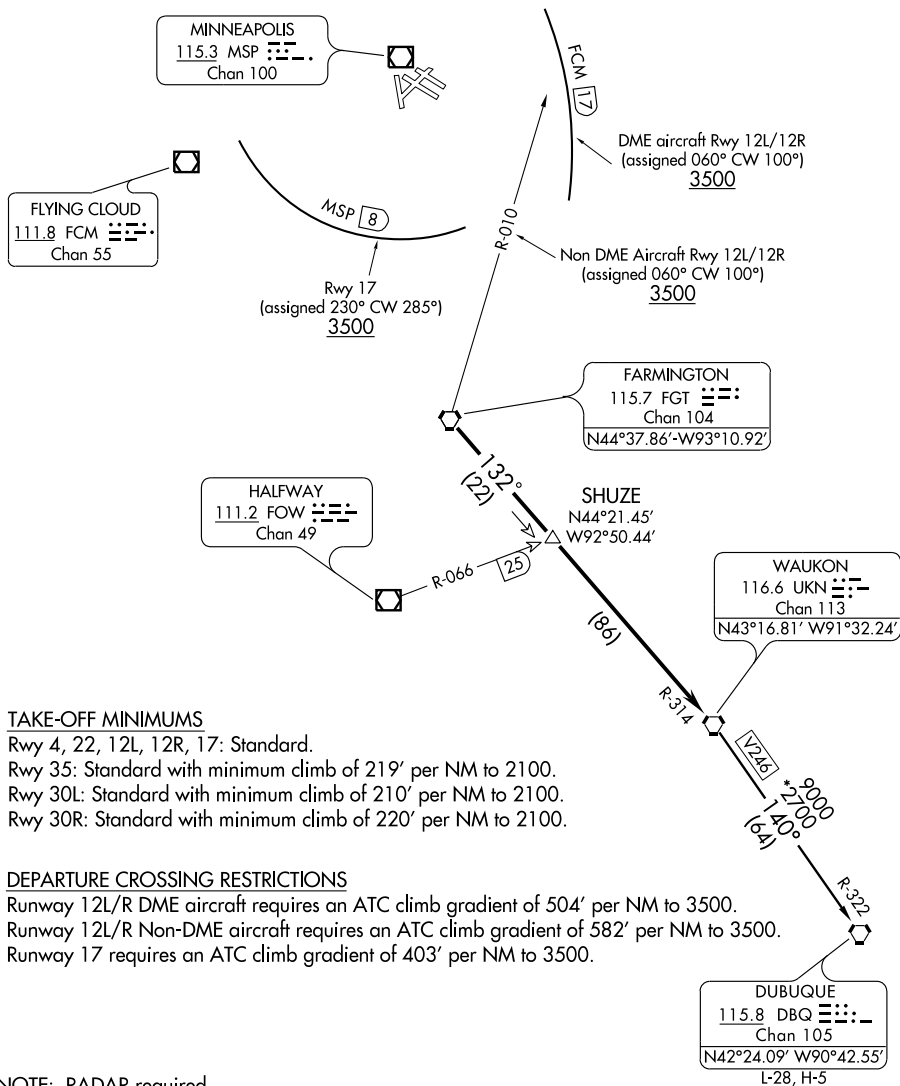 MINNEAPOLIS
115.3 MSP
Chan 100
FCM 17
DME aircraft Rwy 12L/12R
(assigned 060° CW 100°)
3500
FLYING CLOUD
111.8 FCM
Chan 55
MSP 8
R-010
Non DME Aircraft Rwy 12L/12R
(assigned 060° CW 100°)
3500
Rwy 17
(assigned 230° CW 285°)
3500
FARMINGTON
115.7 FGT
Chan 104
N44°37.86'-W93°10.92'
132°
(22)
HALFWAY
111.2 FOW
Chan 49
SHUZE
N44°21.45'
W92°50.44'
R-066
25
WAUKON
116.6 UKN
Chan 113
N43°16.81' W91°32.24'
(86)
R-314
V246
9000
*2700
140°
(64)
R-322
TAKE-OFF MINIMUMS
Rwy 4, 22, 12L, 12R, 17: Standard.
Rwy 35: Standard with minimum climb of 219' per NM to 2100.
Rwy 30L: Standard with minimum climb of 210' per NM to 2100.
Rwy 30R: Standard with minimum climb of 220' per NM to 2100.
DEPARTURE CROSSING RESTRICTIONS
Runway 12L/R DME aircraft requires an ATC climb gradient of 504' per NM to 3500.
Runway 12L/R Non-DME aircraft requires an ATC climb gradient of 582' per NM to 3500.
Runway 17 requires an ATC climb gradient of 403' per NM to 3500.
DUBUQUE
115.8 DBQ
Chan 105
N42°24.09' W90°42.55'
L-28, H-5
NOTE: RADAR required